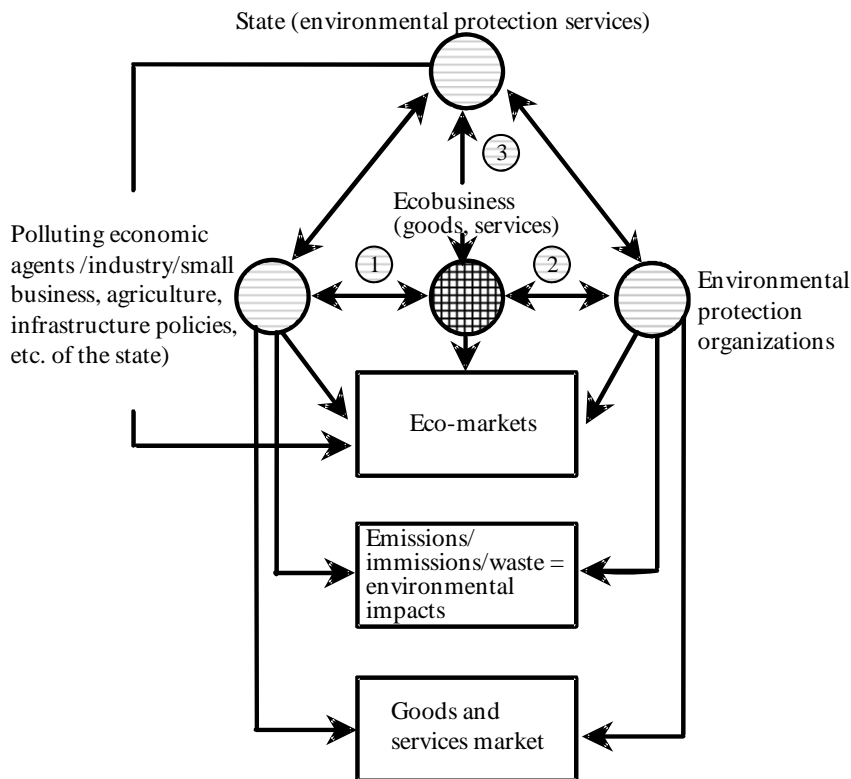 State (environmental protection services)
3
Ecobusiness
(goods, services)
Polluting economic
agents /industry/small
business, agriculture,
infrastructure policies,
etc. of the state)
1
2
Environmental
protection
organizations
Eco-markets
Emissions/
immissions/waste =
environmental
impacts
Goods and
services market